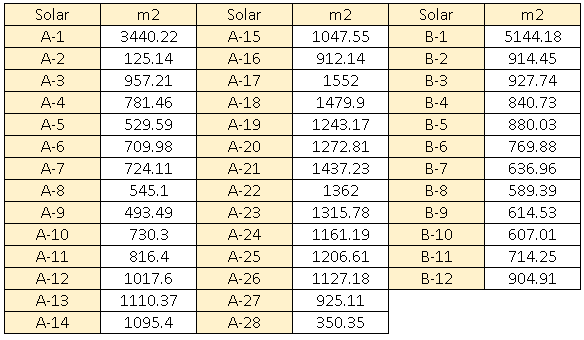 Solar m2 Solar m2 Solar m2
A-1 3440.22 A-15 1047.55 B-1 5144.18
A-2 125.14 A-16 912.14 B-2 914.45
A-3 957.21 A-17 1552 B-3 927.74
A-4 781.46 A-18 1479.9 B-4 840.73
A-5 529.59 A-19 1243.17 B-5 880.03
A-6 709.98 A-20 1272.81 B-6 769.88
A-7 724.11 A-21 1437.23 B-7 636.96
A-8 545.1 A-22 1362 B-8 589.39
A-9 493.49 A-23 1315.78 B-9 614.53
A-10 730.3 A-24 1161.19 B-10 607.01
A-11 816.4 A-25 1206.61 B-11 714.25
A-12 1017.6 A-26 1127.18 B-12 904.91
A-13 1110.37 A-27 925.11
A-14 1095.4 A-28 350.35